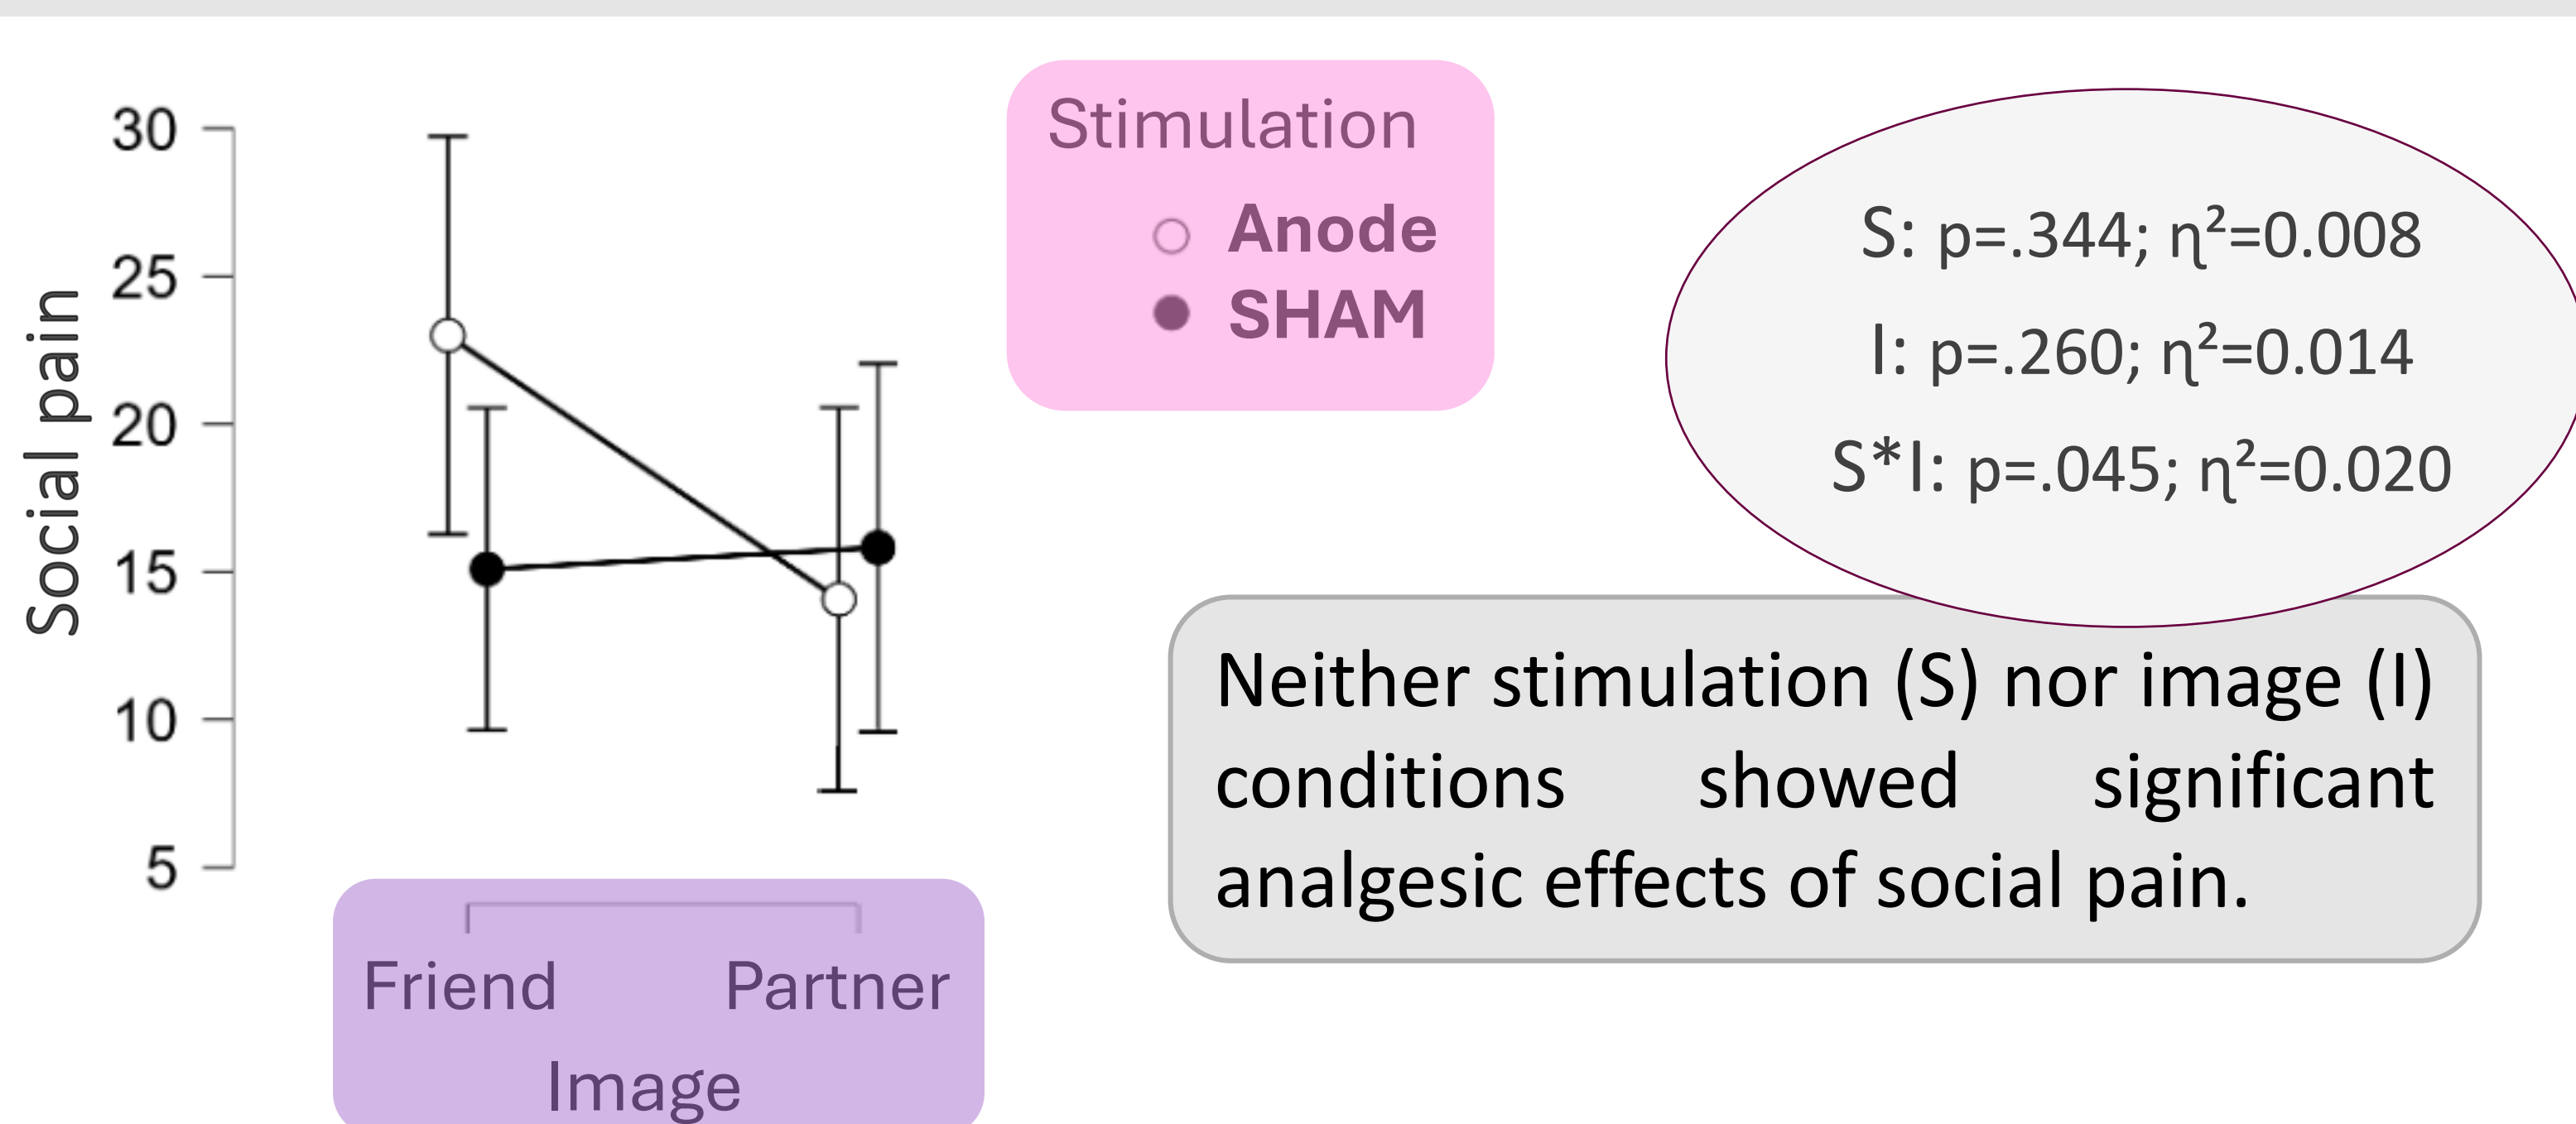 Social pain
30
25
20
15
10
5
Friend Partner
Image
Stimulation
Anode
SHAM
S: p=.344; η²=0.008
I: p=.260; η²=0.014
S*I: p=.045; η²=0.020
Neither stimulation (S) nor image (I)
conditions showed significant
analgesic effects of social pain.